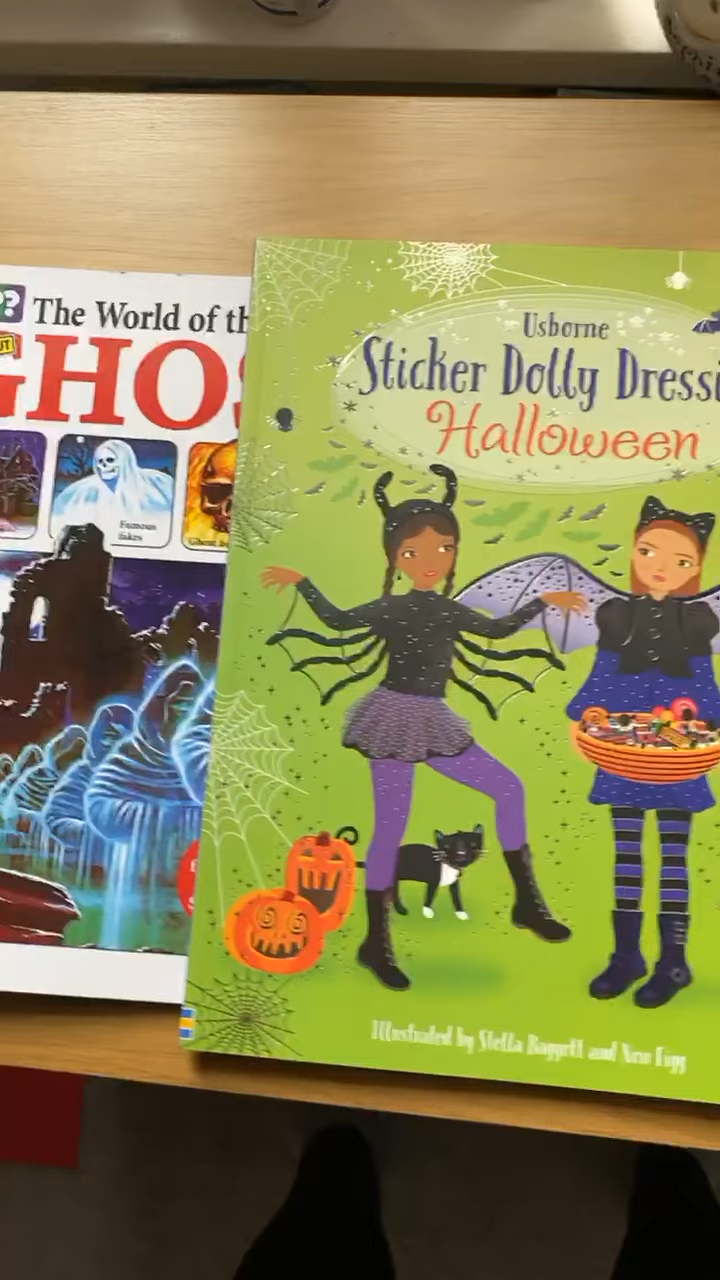 ??
The World of th
UT
GHOS
Famous
fakes
Usborne
Sticker Dolly Dressi
Halloween
Illustrated by Stella Baggott and Non Figg